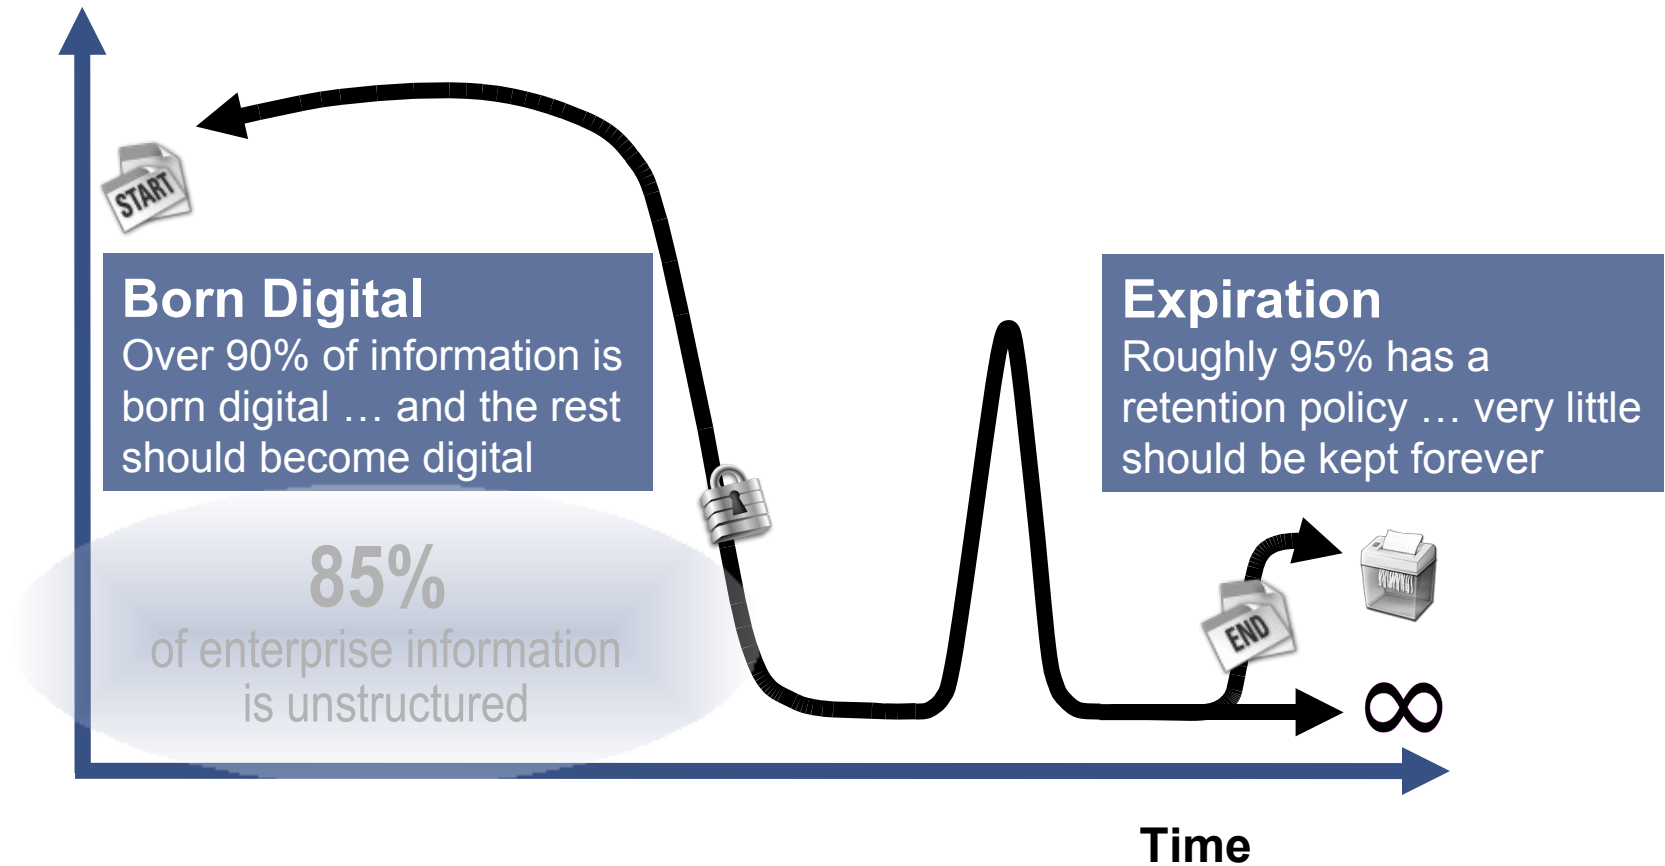 START
Born Digital
Over 90% of information is
born digital … and the rest
should become digital
85%
of enterprise information
is unstructured
Expiration
Roughly 95% has a
retention policy … very little
should be kept forever
END
∞
Time